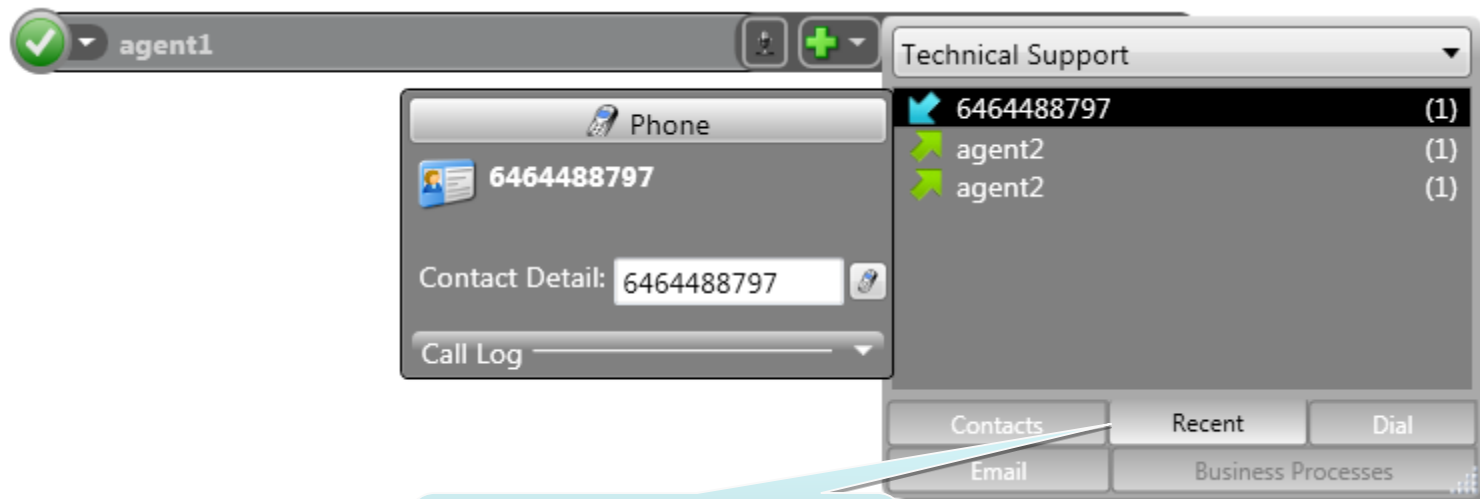 agent1
Technical Support
6464488797 (1)
agent2 (1)
agent2 (1)
Phone
6464488797
Contact Detail: 6464488797
Call Log
Contacts Recent Dial
Email Business Processes